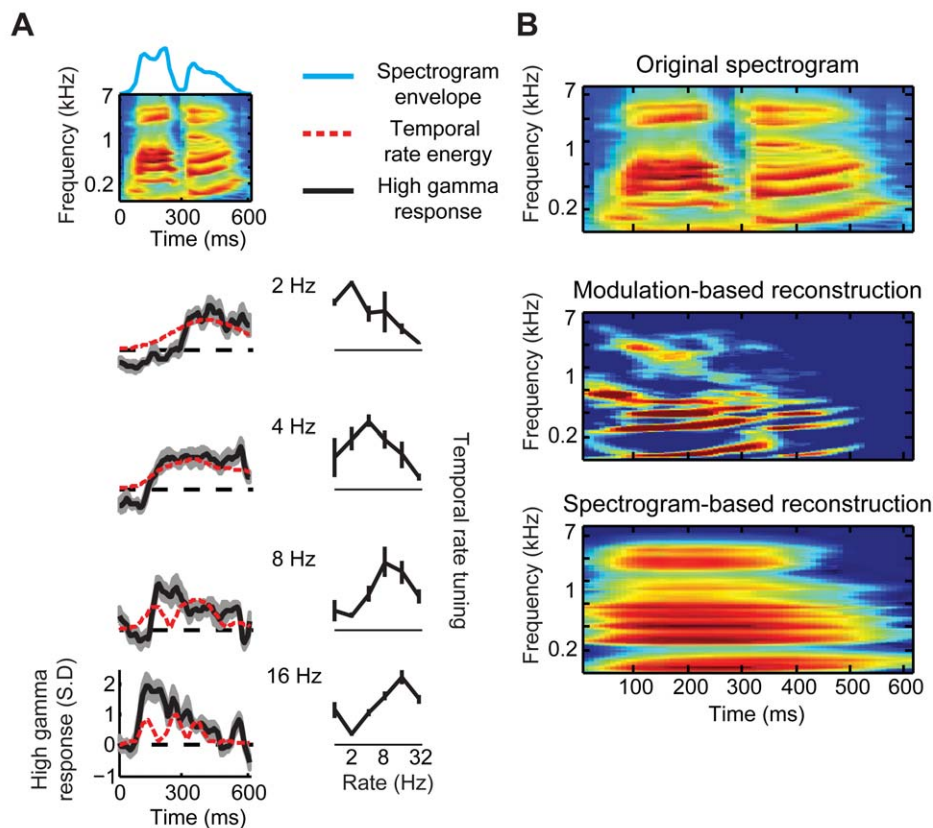 A
7
1
0.2
Frequency (kHz)
0 300 600
Time (ms)
Spectrogram
envelope
Temporal
rate energy
High gamma
response
2 Hz
4 Hz
8 Hz
16 Hz
Temporal rate tuning
High gamma
response (S.D)
2
1
0
−1
0 300 600
Time (ms)
2 8 32
Rate (Hz)
B
Original spectrogram
Frequency (kHz)
7
1
0.2
Modulation-based reconstruction
Frequency (kHz)
7
1
0.2
Spectrogram-based reconstruction
Frequency (kHz)
7
1
0.2
100 200 300 400 500 600
Time (ms)